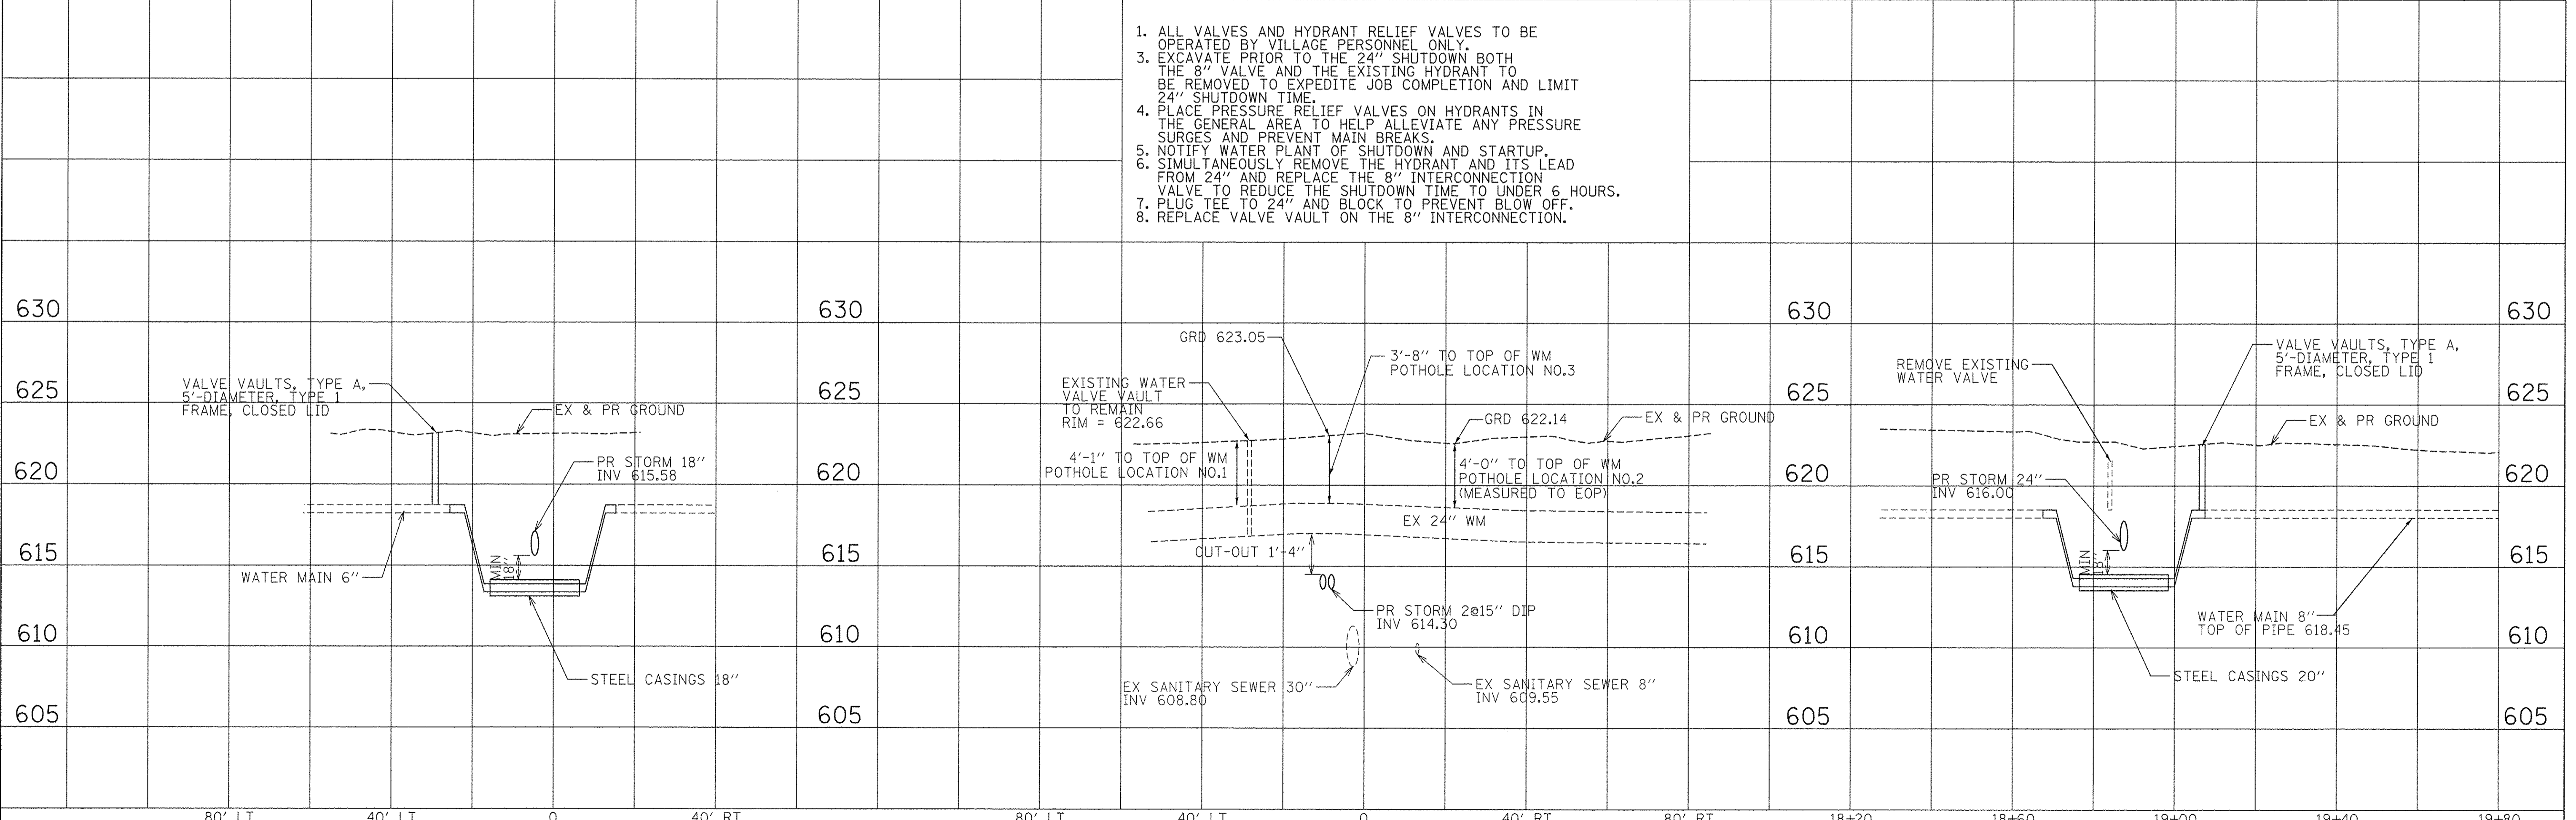 1. ALL VALVES AND HYDRANT RELIEF VALVES TO BE
OPERATED BY VILLAGE PERSONNEL ONLY.
3. EXCAVATE PRIOR TO THE 24" SHUTDOWN BOTH
THE 8" VALVE AND THE EXISTING HYDRANT TO
BE REMOVED TO EXPEDITE JOB COMPLETION AND LIMIT
24" SHUTDOWN TIME.
4. PLACE PRESSURE RELIEF VALVES ON HYDRANTS IN
THE GENERAL AREA TO HELP ALLEVIATE ANY PRESSURE
SURGES AND PREVENT MAIN BREAKS.
5. NOTIFY WATER PLANT OF SHUTDOWN AND STARTUP.
6. SIMULTANEOUSLY REMOVE THE HYDRANT AND ITS LEAD
FROM 24" AND REPLACE THE 8" INTERCONNECTION
VALVE TO REDUCE THE SHUTDOWN TIME TO UNDER 6 HOURS.
7. PLUG TEE TO 24" AND BLOCK TO PREVENT BLOW OFF.
8. REPLACE VALVE VAULT ON THE 8" INTERCONNECTION.
630
625
620
615
610
605
VALVE VAULTS, TYPE A,
5'-DIAMETER, TYPE 1
FRAME, CLOSED LID
EX & PR GROUND
PR STORM 18"
INV 615.58
MIN
18"
WATER MAIN 6"
STEEL CASINGS 18"
80' LT
40' LT
0
40' RT
630
625
620
615
610
605
GRD 623.05
3'-8" TO TOP OF WM
POTHOLE LOCATION NO.3
EXISTING WATER
VALVE VAULT
TO REMAIN
RIM = 622.66
GRD 622.14
EX & PR GROUND
4'-1" TO TOP OF WM
POTHOLE LOCATION NO.1
4'-0" TO TOP OF WM
POTHOLE LOCATION NO.2
(MEASURED TO EOP)
EX 24" WM
CUT-OUT 1'-4"
PR STORM 2@15" DIP
INV 614.30
EX SANITARY SEWER 30"
INV 608.80
EX SANITARY SEWER 8"
INV 609.55
80' LT
40' LT
0
40' RT
80' RT
630
625
620
615
610
605
REMOVE EXISTING
WATER VALVE
VALVE VAULTS, TYPE A,
5'-DIAMETER, TYPE 1
FRAME, CLOSED LID
EX & PR GROUND
PR STORM 24"
INV 616.00
MIN
18"
WATER MAIN 8"
TOP OF PIPE 618.45
STEEL CASINGS 20"
18+20
18+60
19+00
19+40
19+80
630
625
620
615
610
605